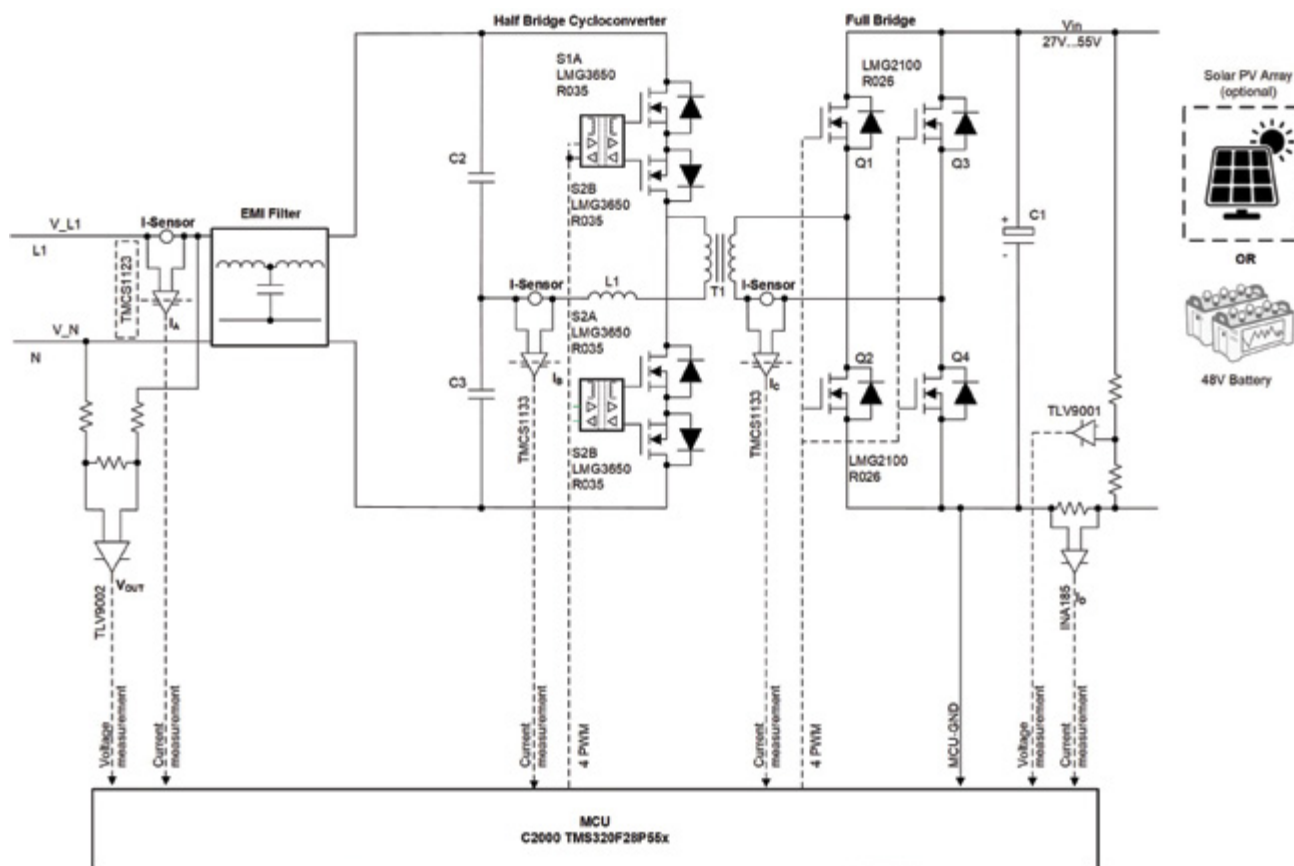 Half Bridge Cycloconverter
Full Bridge
Vin
27V...55V
S1A
LMG3650
R035
LMG2100
R026
Solar PV Array
(optional)
C2
S2B
LMG3650
R035
Q1
Q3
C1
+
-
V_L1
I-Sensor
EMI Filter
L1
TMCS1123
I-Sensor
L1
T1
I-Sensor
OR
IA
V_N
N
S2A
LMG3650
R035
C3
IB
IC
Q2
Q4
48V Battery
TLV9001
TMCS1133
TMCS1133
S2B
LMG3650
R035
LMG2100
R026
VOUT
TLV9002
INA185
ID
Voltage
measurement
Current
measurement
Current
measurement
4 PWM
Current
measurement
4 PWM
MCU-GND
Voltage
measurement
Current
measurement
MCU
C2000 TMS320F28P55x